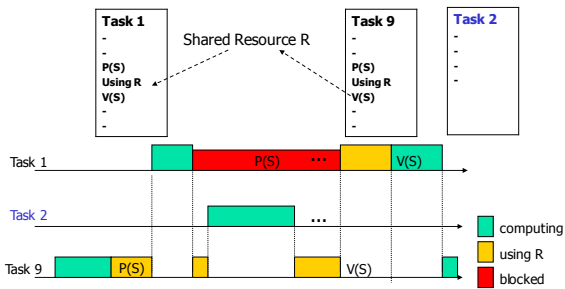 Task 1
-
-
P(S)
Using R
V(S)
-
-
Shared Resource R
Task 9
-
-
P(S)
Using R
V(S)
-
-
Task 2
-
-
-
-
Task 1
P(S)
...
V(S)
Task 2
...
Task 9
P(S)
V(S)
computing
using R
blocked